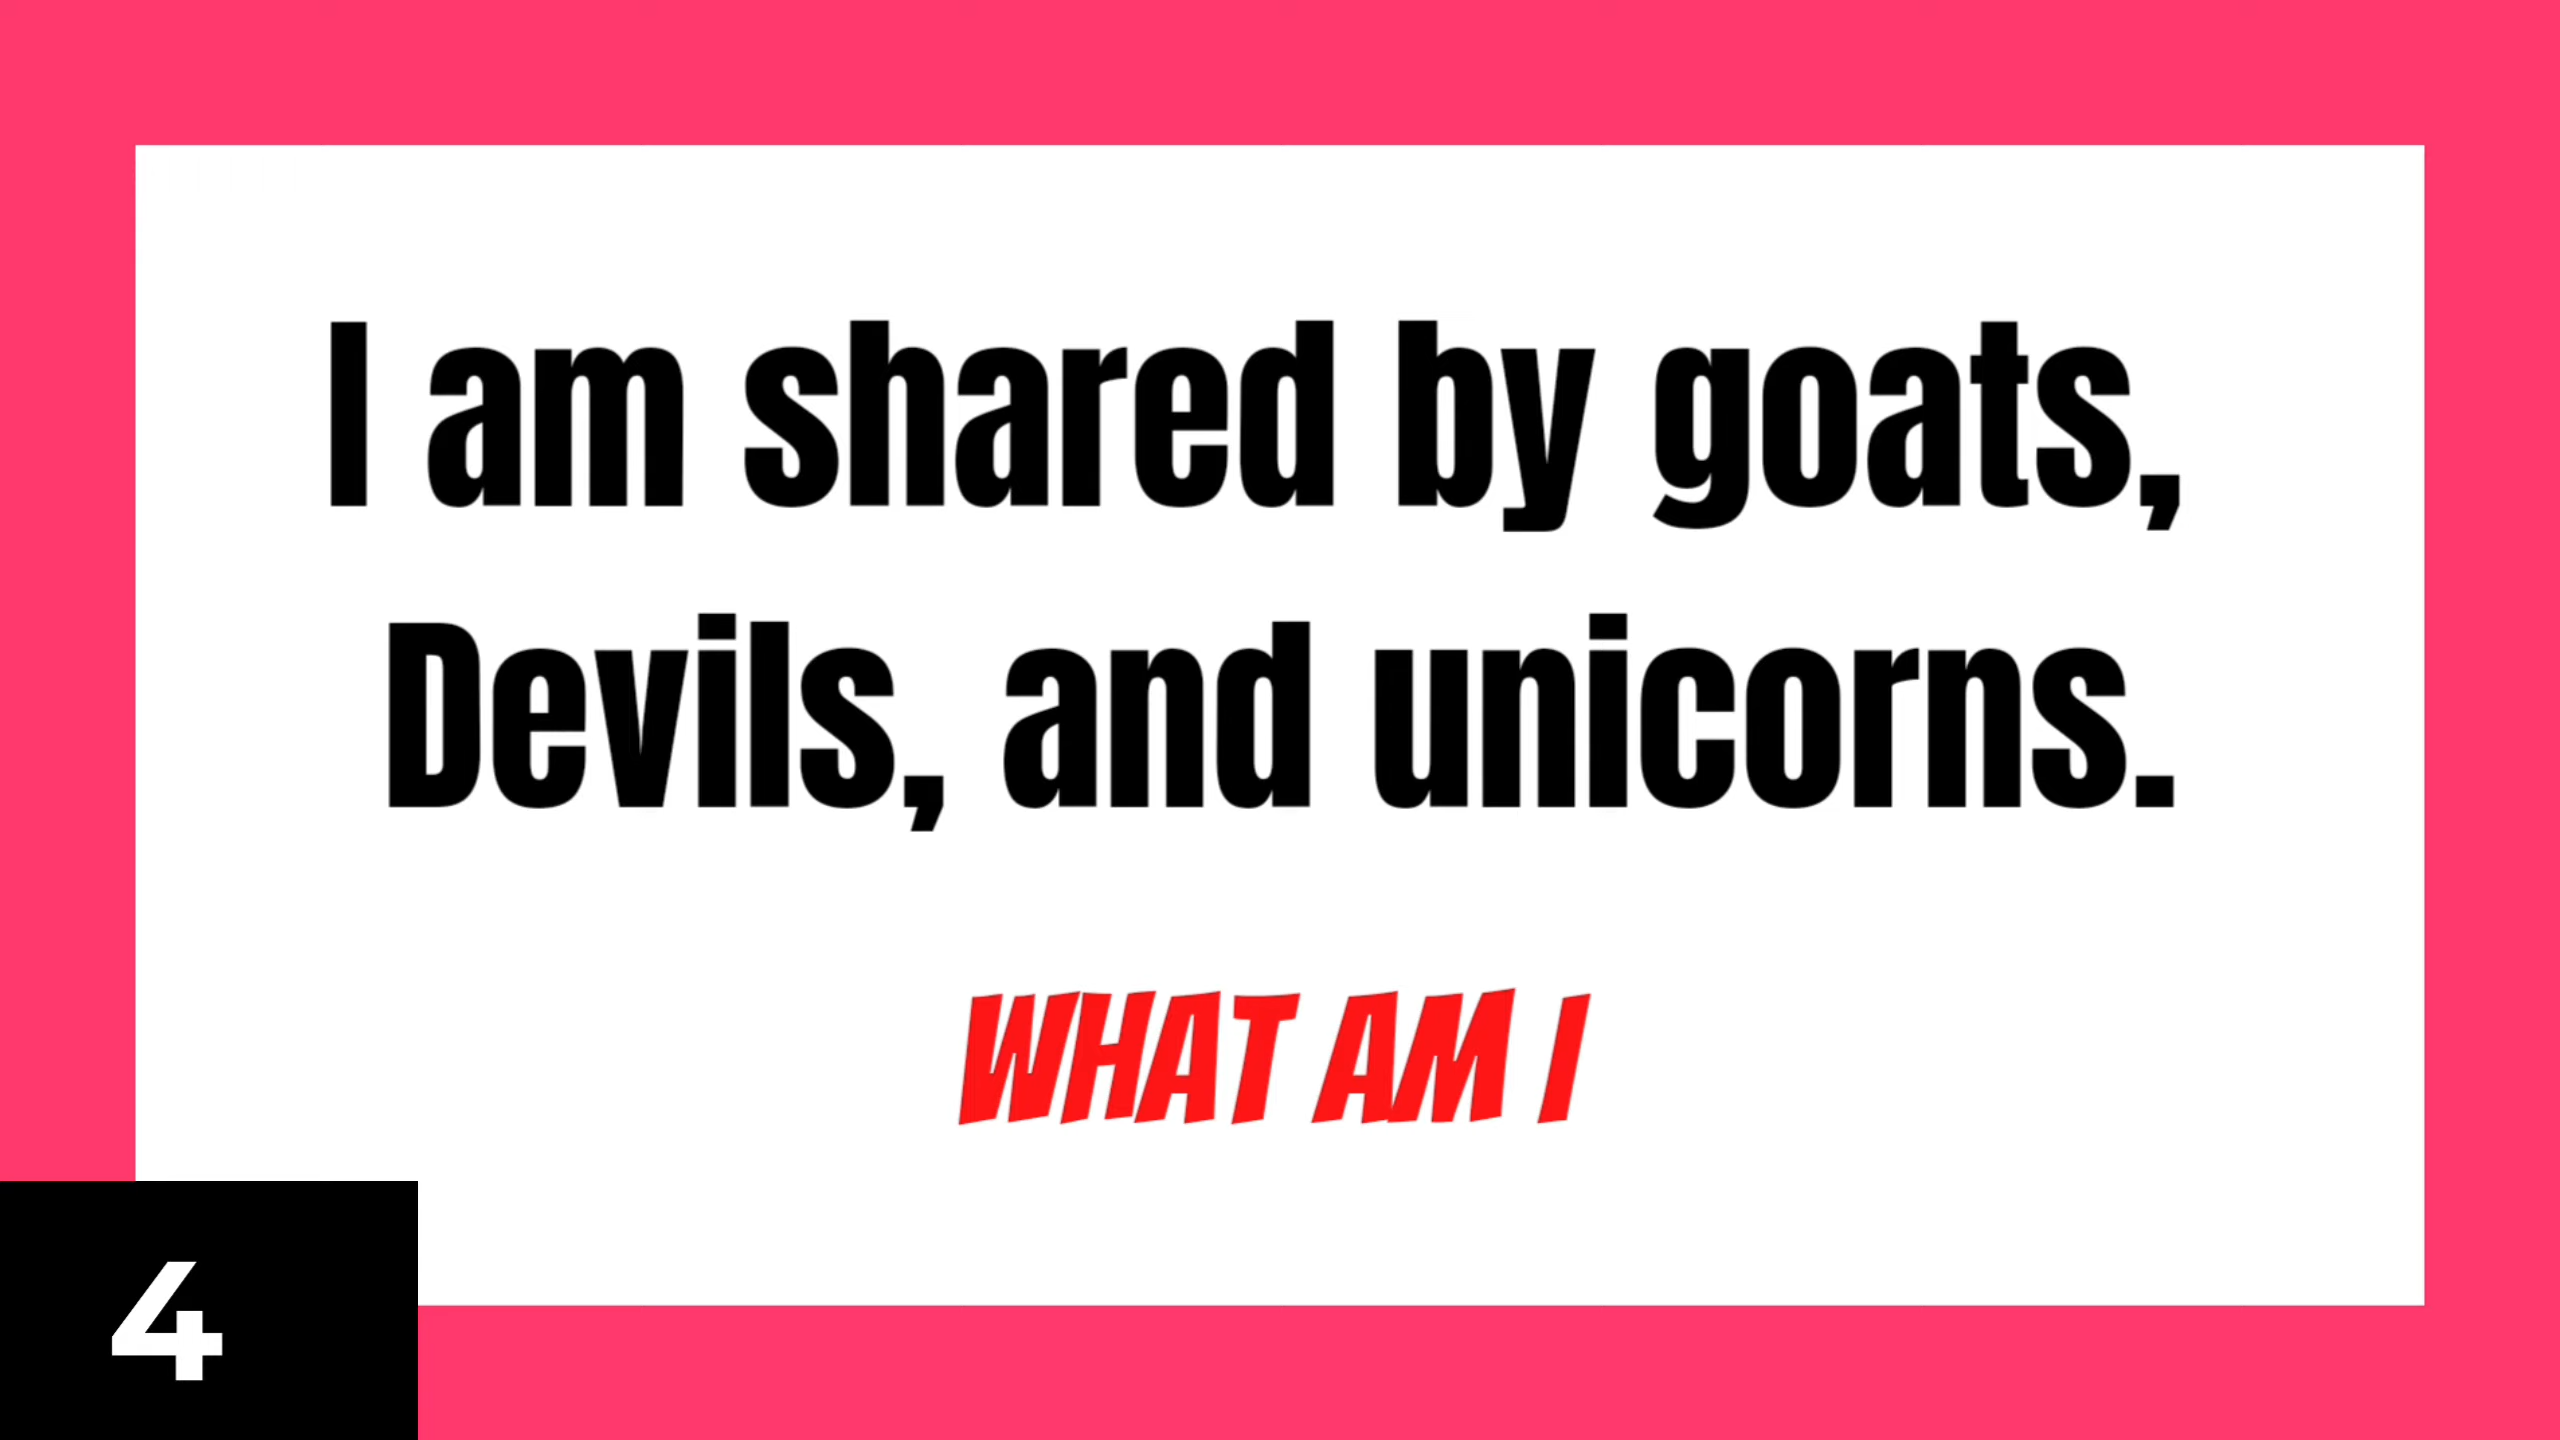 I am shared by goats,
Devils, and unicorns.
WHAT AM I
4